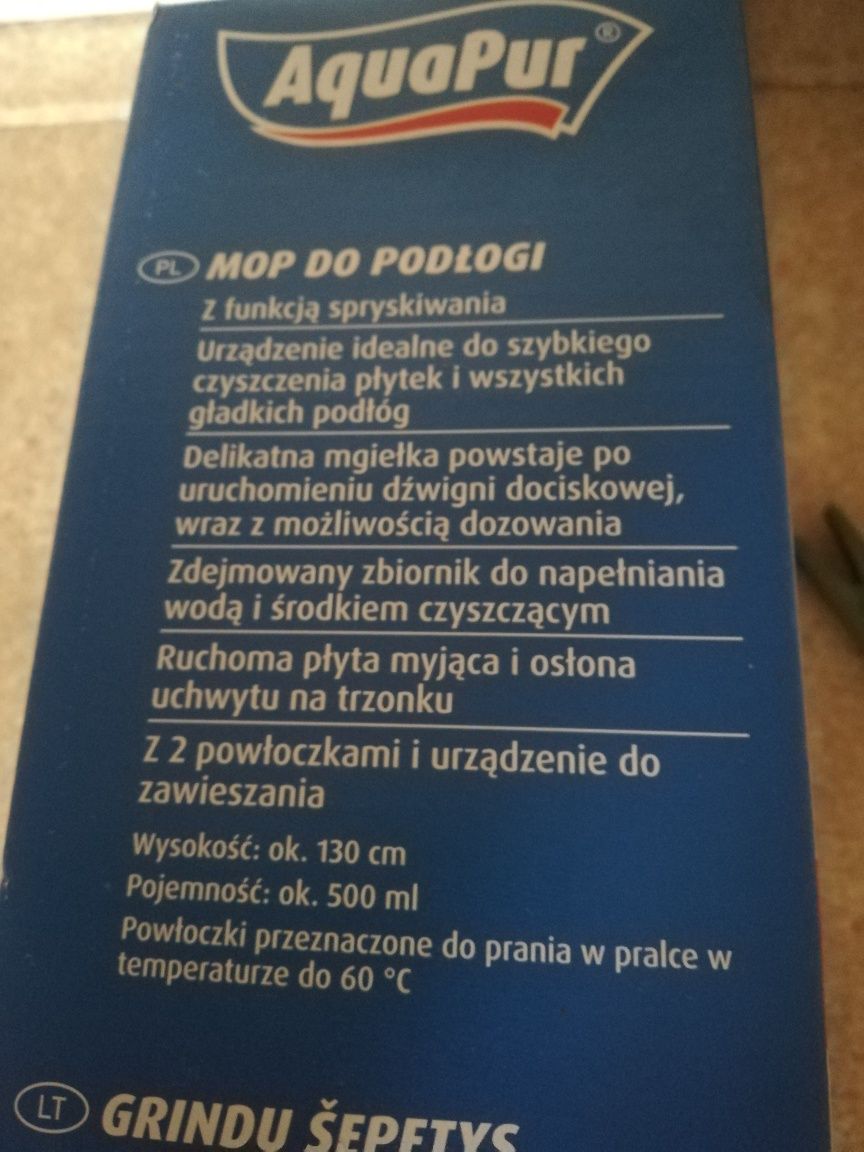 AquaPur®
PL MOP DO PODŁOGI
Z funkcją spryskiwania
Urządzenie idealne do szybkiego
czyszczenia płytek i wszystkich
gładkich podłóg
Delikatna mgiełka powstaje po
uruchomieniu dźwigni dociskowej,
wraz z możliwością dozowania
Zdejmowany zbiornik do napełniania
wodą i środkiem czyszczącym
Ruchoma płyta myjąca i osłona
uchwytu na trzonku
Z 2 powłoczkami i urządzenie do
zawieszania
Wysokość: ok. 130 cm
Pojemność: ok. 500 ml
Powłoczki przeznaczone do prania w pralce w
temperaturze do 60 °C
LT GRINDŲ ŠEPETYS